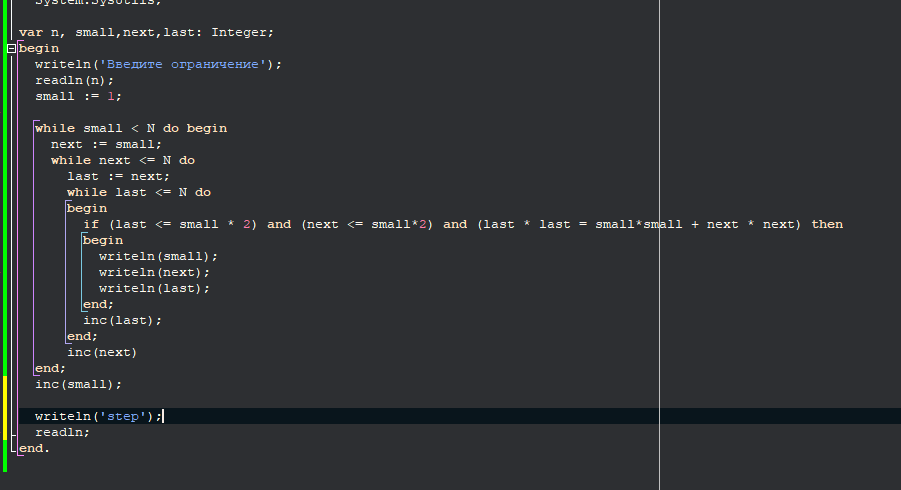 System.SysUtils;
var n, small,next,last: Integer;
begin
writeln('Введите ограничение');
readln(n);
small := 1;
while small < N do begin
next := small;
while next <= N do
last := next;
while last <= N do
begin
if (last <= small * 2) and (next <= small*2) and (last * last = small*small + next * next) then
begin
writeln(small);
writeln(next);
writeln(last);
end;
inc(last);
end;
inc(next)
end;
inc(small);
writeln('step');
readln;
end.